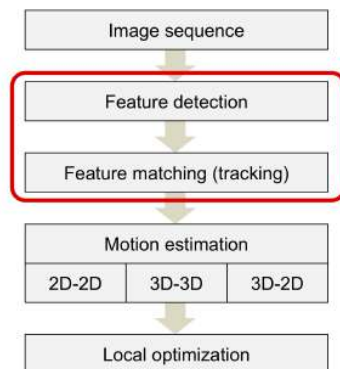 Image sequence
Feature detection
Feature matching (tracking)
Motion estimation
2D-2D 3D-3D 3D-2D
Local optimization